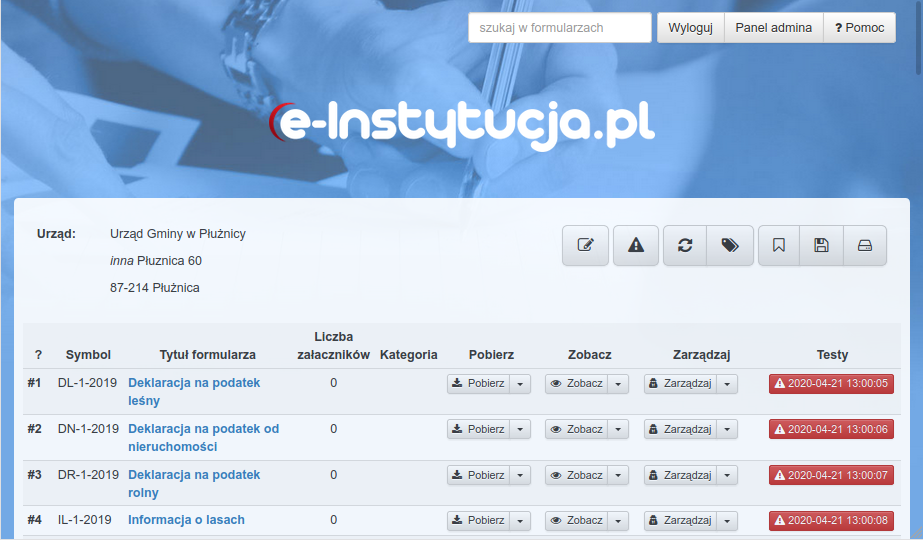 szukaj w formularzach Wyloguj Panel admina ? Pomoc
e-Instytucja.pl
Urząd: Urząd Gminy w Płużnicy
inna Płuznica 60
87-214 Płużnica
Liczba
? Symbol Tytuł formularza załaczników Kategoria Pobierz Zobacz Zarządzaj Testy
#1 DL-1-2019 Deklaracja na podatek 0 Pobierz Zobacz Zarządzaj 2020-04-21 13:00:05
leśny
#2 DN-1-2019 Deklaracja na podatek od 0 Pobierz Zobacz Zarządzaj 2020-04-21 13:00:06
nieruchomości
#3 DR-1-2019 Deklaracja na podatek 0 Pobierz Zobacz Zarządzaj 2020-04-21 13:00:07
rolny
#4 IL-1-2019 Informacja o lasach 0 Pobierz Zobacz Zarządzaj 2020-04-21 13:00:08